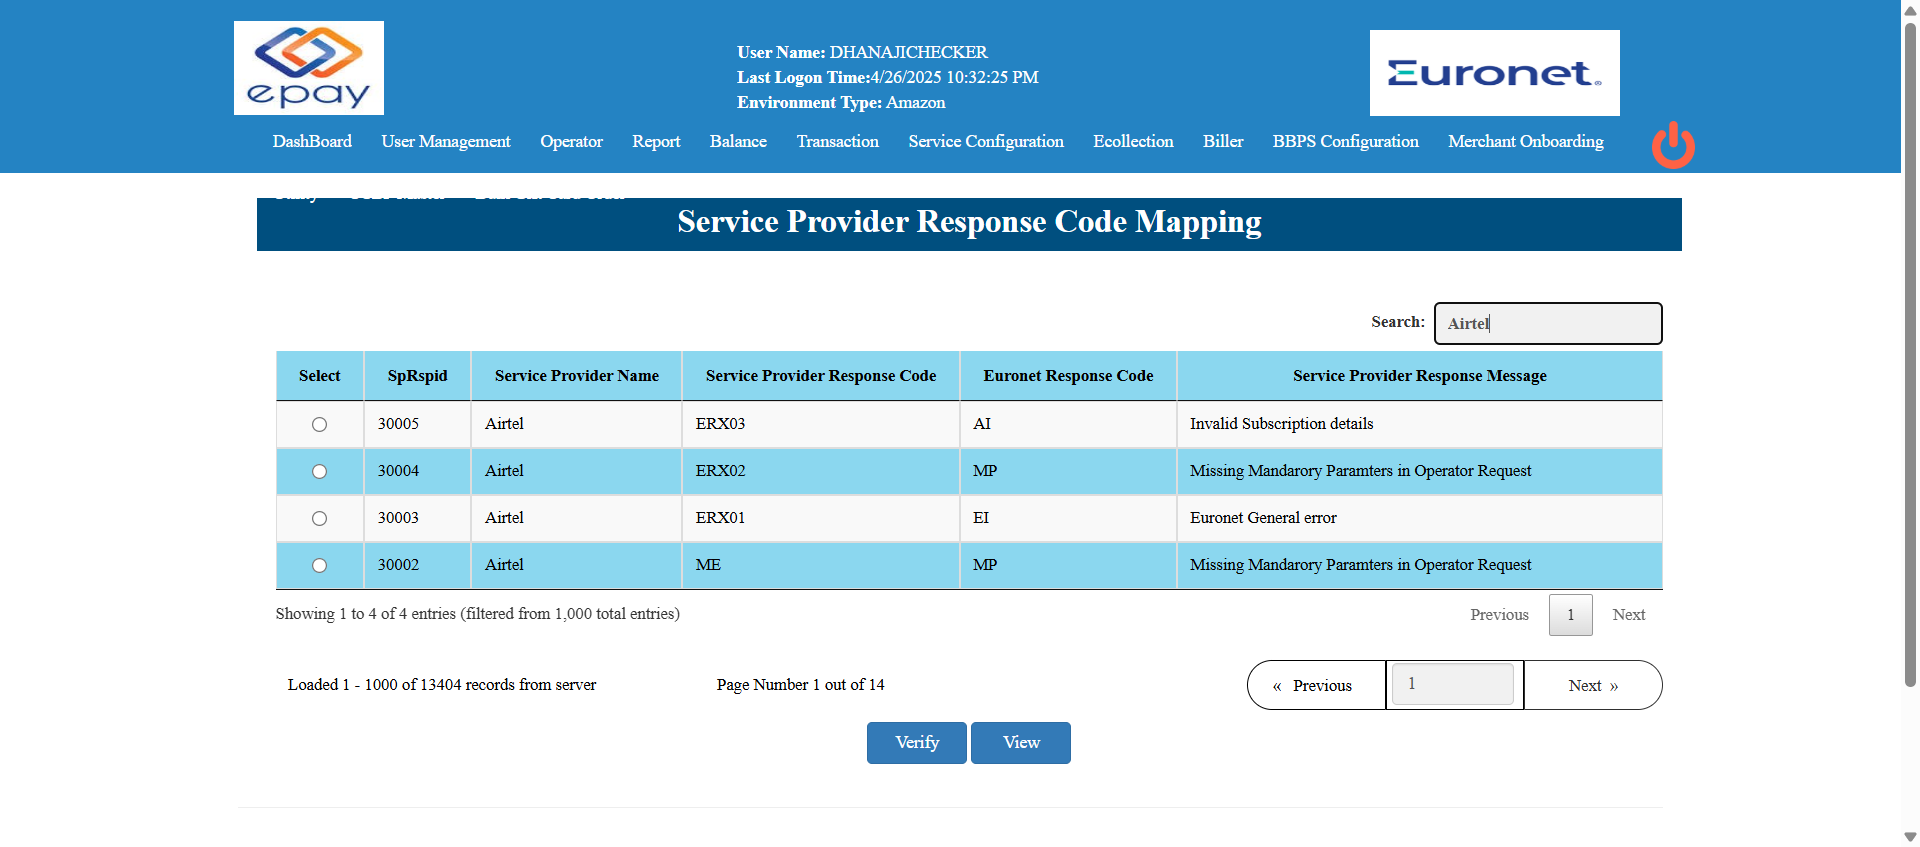 epay
User Name: DHANAJICHECKER
Last Logon Time:4/26/2025 10:32:25 PM
Environment Type: Amazon
Euronet
DashBoard User Management Operator Report Balance Transaction Service Configuration Ecollection Biller BBPS Configuration Merchant Onboarding
Service Provider Response Code Mapping
Search: Airtel
Select SpRspid Service Provider Name Service Provider Response Code Euronet Response Code Service Provider Response Message
30005 Airtel ERX03 AI Invalid Subscription details
30004 Airtel ERX02 MP Missing Mandarory Paramters in Operator Request
30003 Airtel ERX01 EI Euronet General error
30002 Airtel ME MP Missing Mandarory Paramters in Operator Request
Showing 1 to 4 of 4 entries (filtered from 1,000 total entries) Previous 1 Next
Loaded 1 - 1000 of 13404 records from server Page Number 1 out of 14 « Previous 1 Next »
Verify View